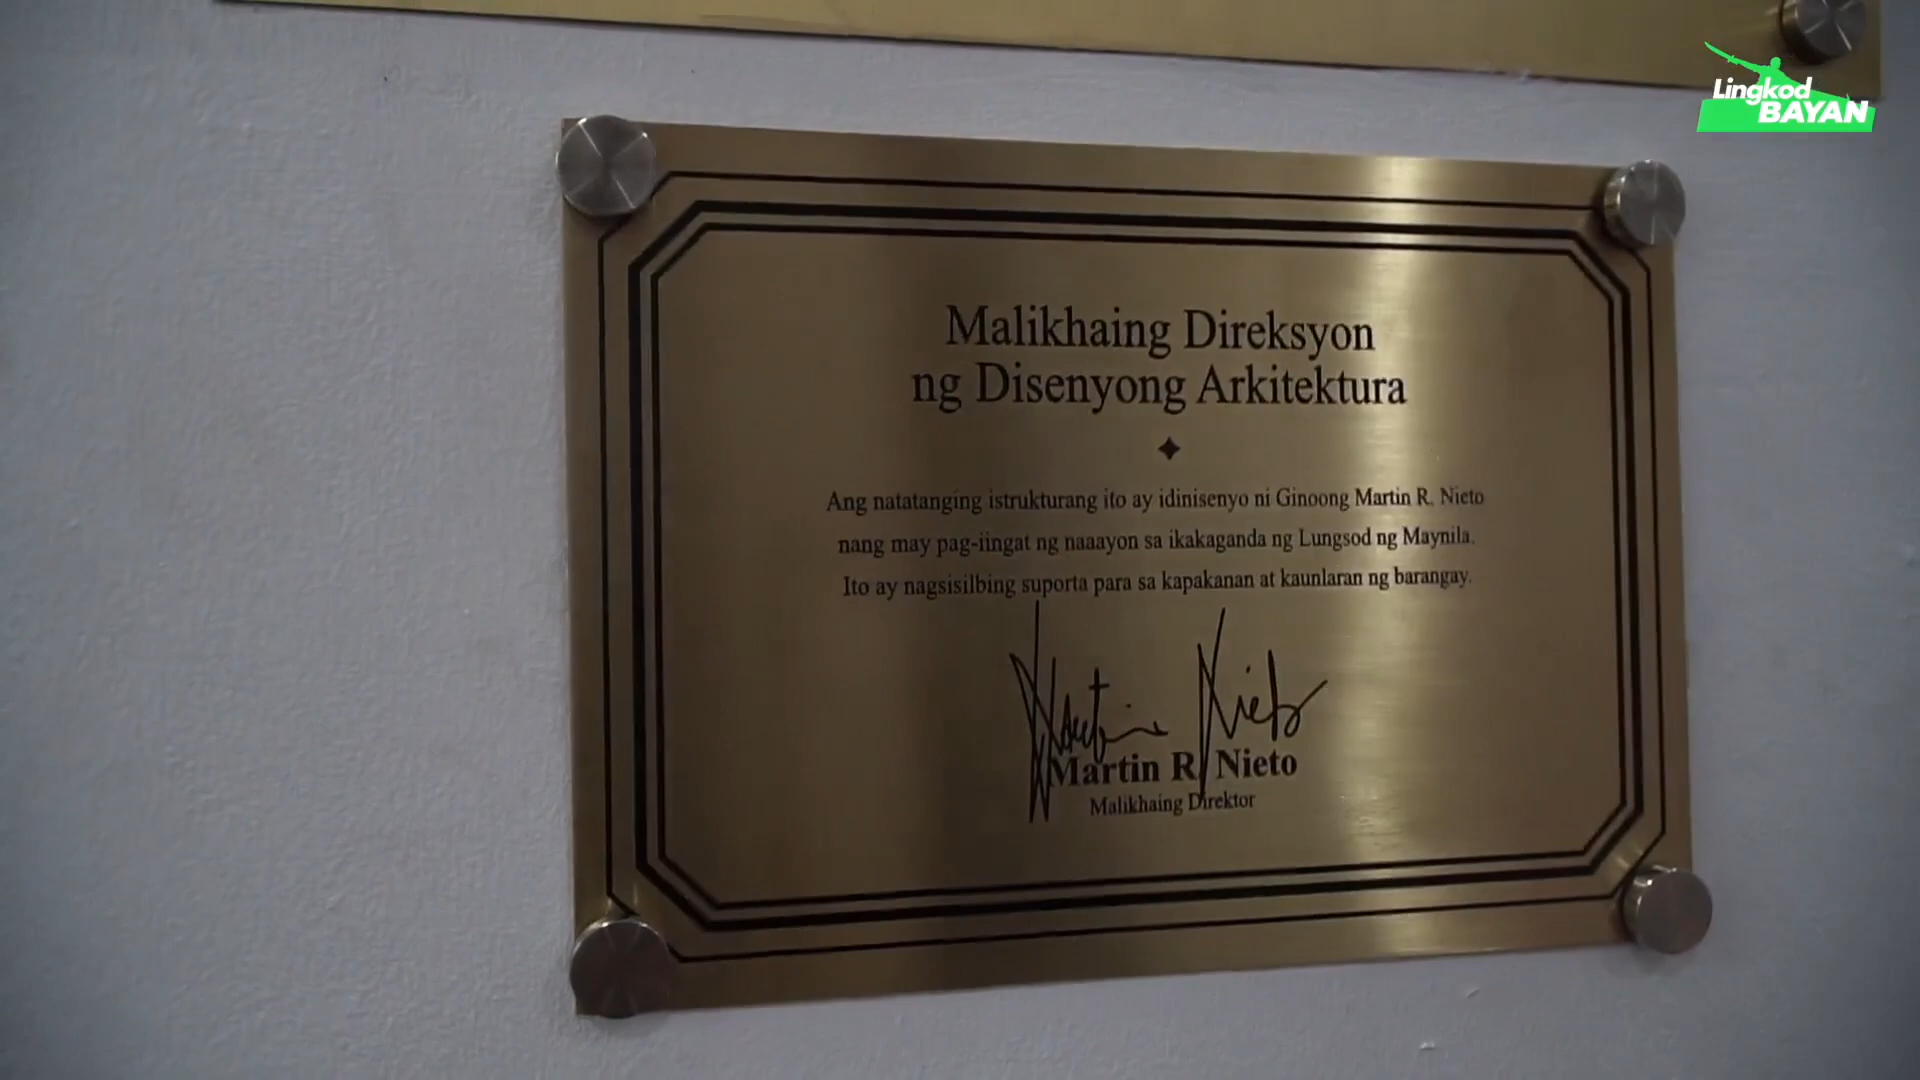 Lingkod
BAYAN
Malikhaing Direksyon
ng Disenyong Arkitektura
Ang natatanging istrukturang ito ay idinisenyo ni Ginoong Martin R. Nieto
nang may pag-iingat ng naaayon sa ikakaganda ng Lungsod ng Maynila.
Ito ay nagsisilbing suporta para sa kapakanan at kaunlaran ng barangay.
Martin Nieto
Martin R. Nieto
Malikhaing Direktor